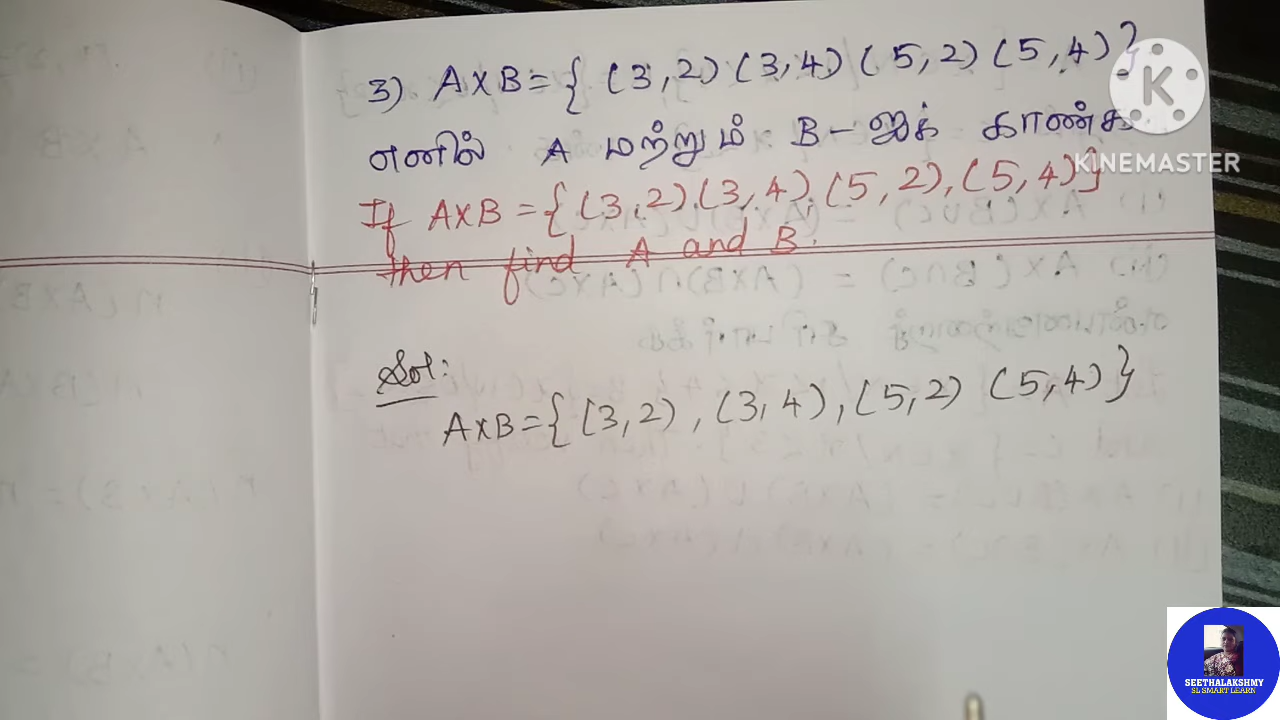 3) A×B = { (3,2) (3,4) (5,2) (5,4) }
எனில் A மற்றும் B-ஐக் காண்க
If A×B = {(3,2),(3,4),(5,2),(5,4)}
then find A and B.
Sol:
A×B = { (3,2), (3,4), (5,2) (5,4) }
K
KINEMASTER
SEETHALAKSHMY
SL SMART LEARN